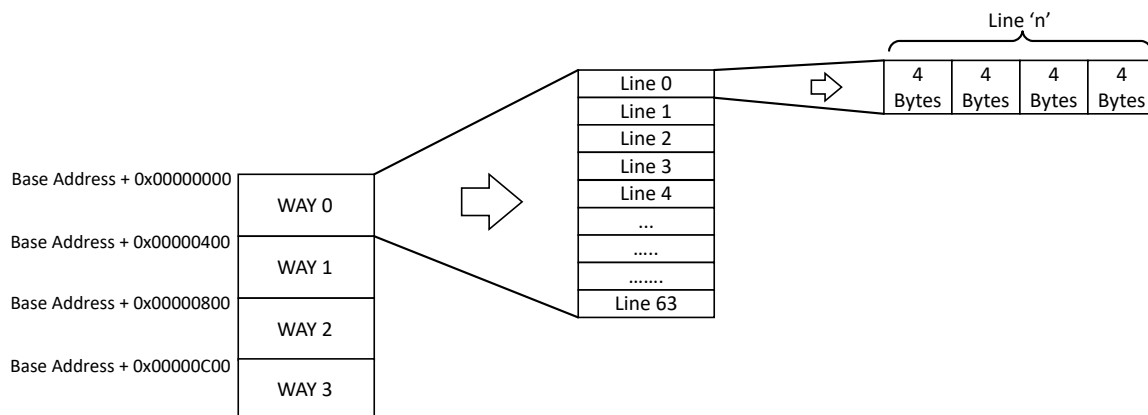 Line ‘n’
4 Bytes
4 Bytes
4 Bytes
4 Bytes
Line 0
Line 1
Line 2
Line 3
Line 4
...
.....
.......
Line 63
Base Address + 0x00000000
WAY 0
Base Address + 0x00000400
WAY 1
Base Address + 0x00000800
WAY 2
Base Address + 0x00000C00
WAY 3